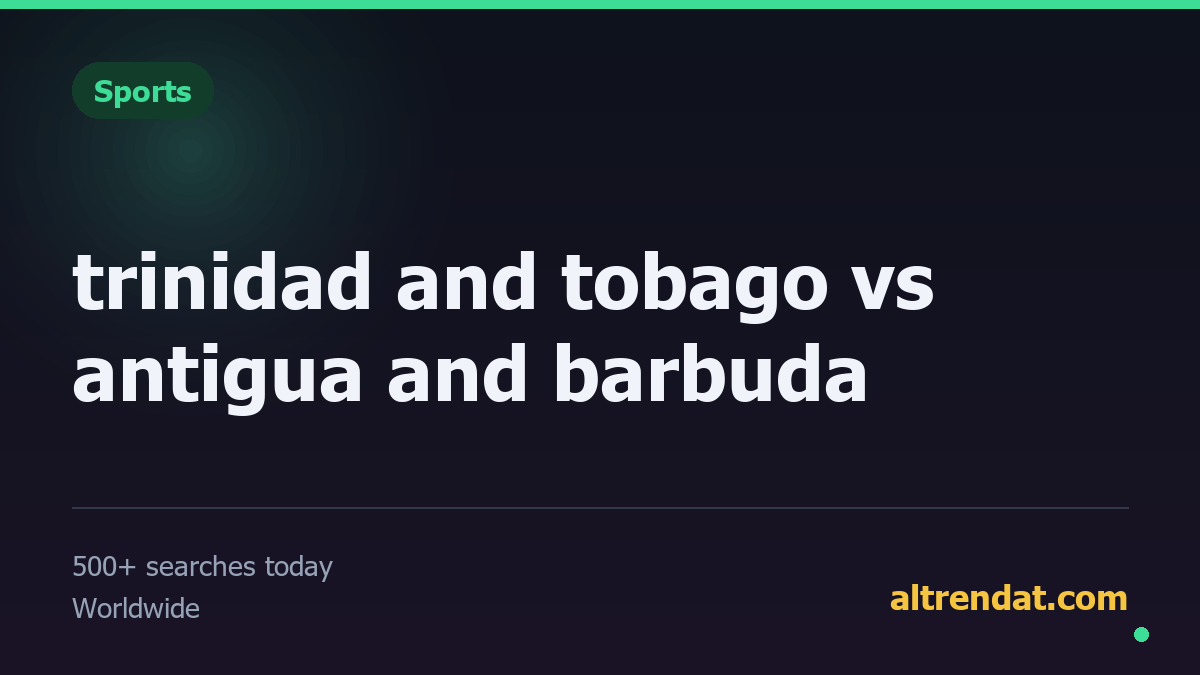 Sports
trinidad and tobago vs
antigua and barbuda
500+ searches today
Worldwide
altrendat.com